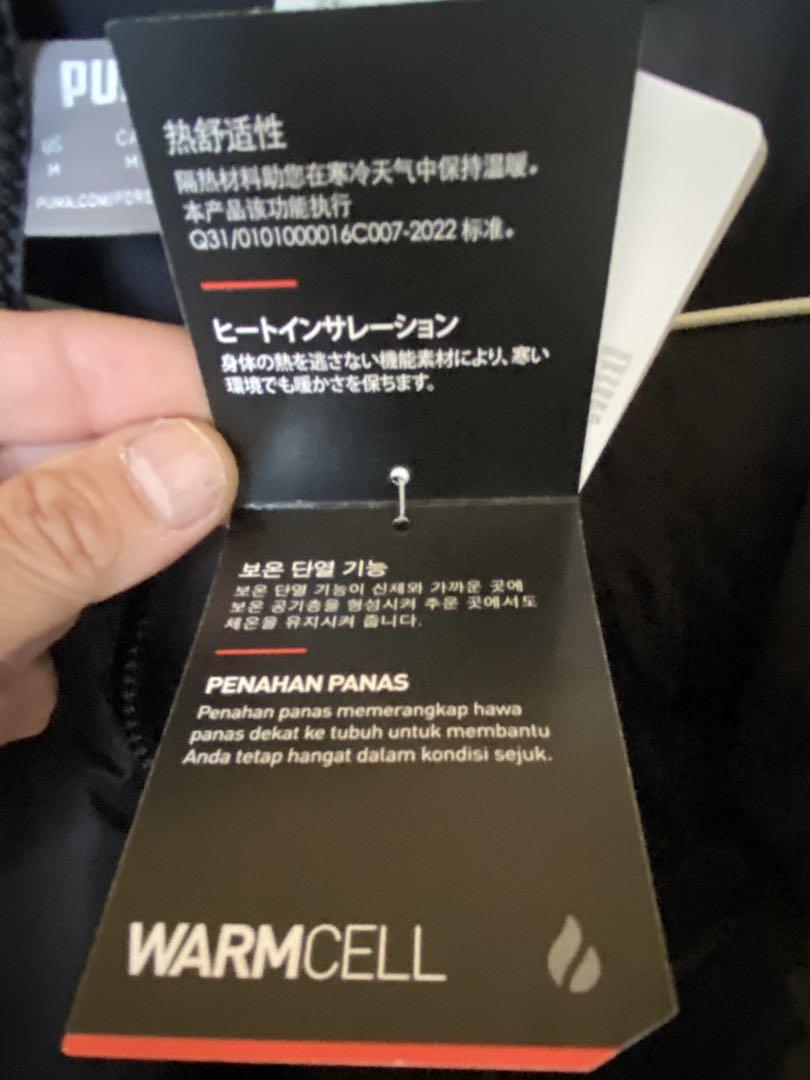 PU
US
M
M
PUMA.COM/FORE
热舒适性
隔热材料助您在寒冷天气中保持温暖。
本产品该功能执行
Q31/0101000016C007-2022 标准。
ヒートインサレーション
身体の熱を逃さない機能素材により、寒い
環境でも暖かさを保ちます。
보온 단열 기능
보온 단열 기능이 신체와 가까운 곳에
보온 공기층을 형성시켜 추운 곳에서도
체온을 유지시켜 줍니다.
PENAHAN PANAS
Penahan panas memerangkap hawa
panas dekat ke tubuh untuk membantu
Anda tetap hangat dalam kondisi sejuk.
WARMCELL